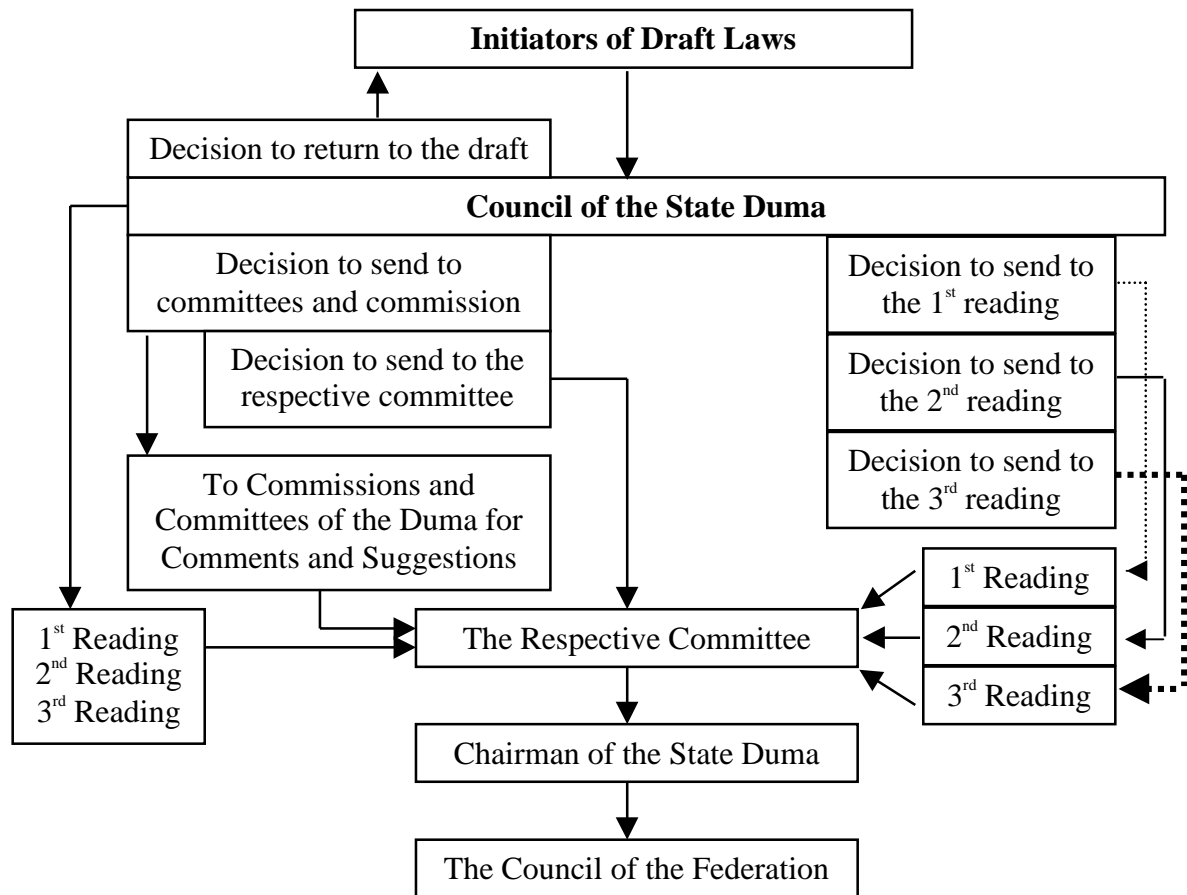 Initiators of Draft Laws
Decision to return to the draft
Council of the State Duma
Decision to send to
committees and commission
Decision to send to the
respective committee
To Commissions and
Committees of the Duma for
Comments and Suggestions
Decision to send to
the 1st reading
Decision to send to
the 2nd reading
Decision to send to
the 3rd reading
1st Reading
2nd Reading
3rd Reading
The Respective Committee
1st Reading
2nd Reading
3rd Reading
Chairman of the State Duma
The Council of the Federation